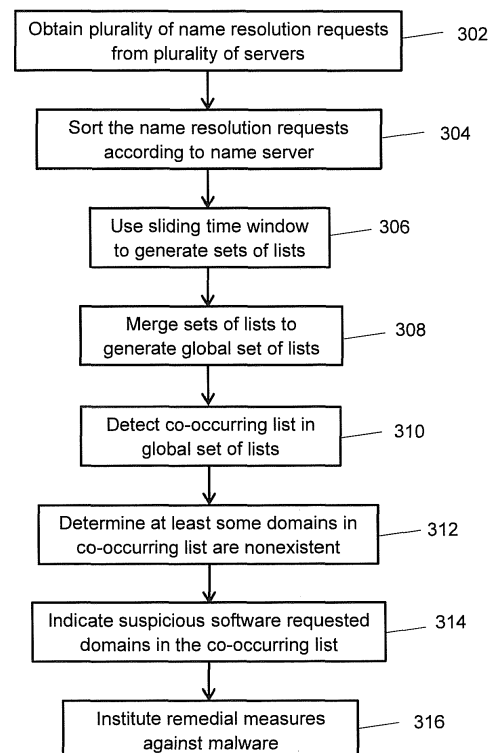 Obtain plurality of name resolution requests
from plurality of servers
302
Sort the name resolution requests
according to name server
304
Use sliding time window
to generate sets of lists
306
Merge sets of lists to
generate global set of lists
308
Detect co-occurring list in
global set of lists
310
Determine at least some domains in
co-occurring list are nonexistent
312
Indicate suspicious software requested
domains in the co-occurring list
314
Institute remedial measures
against malware
316